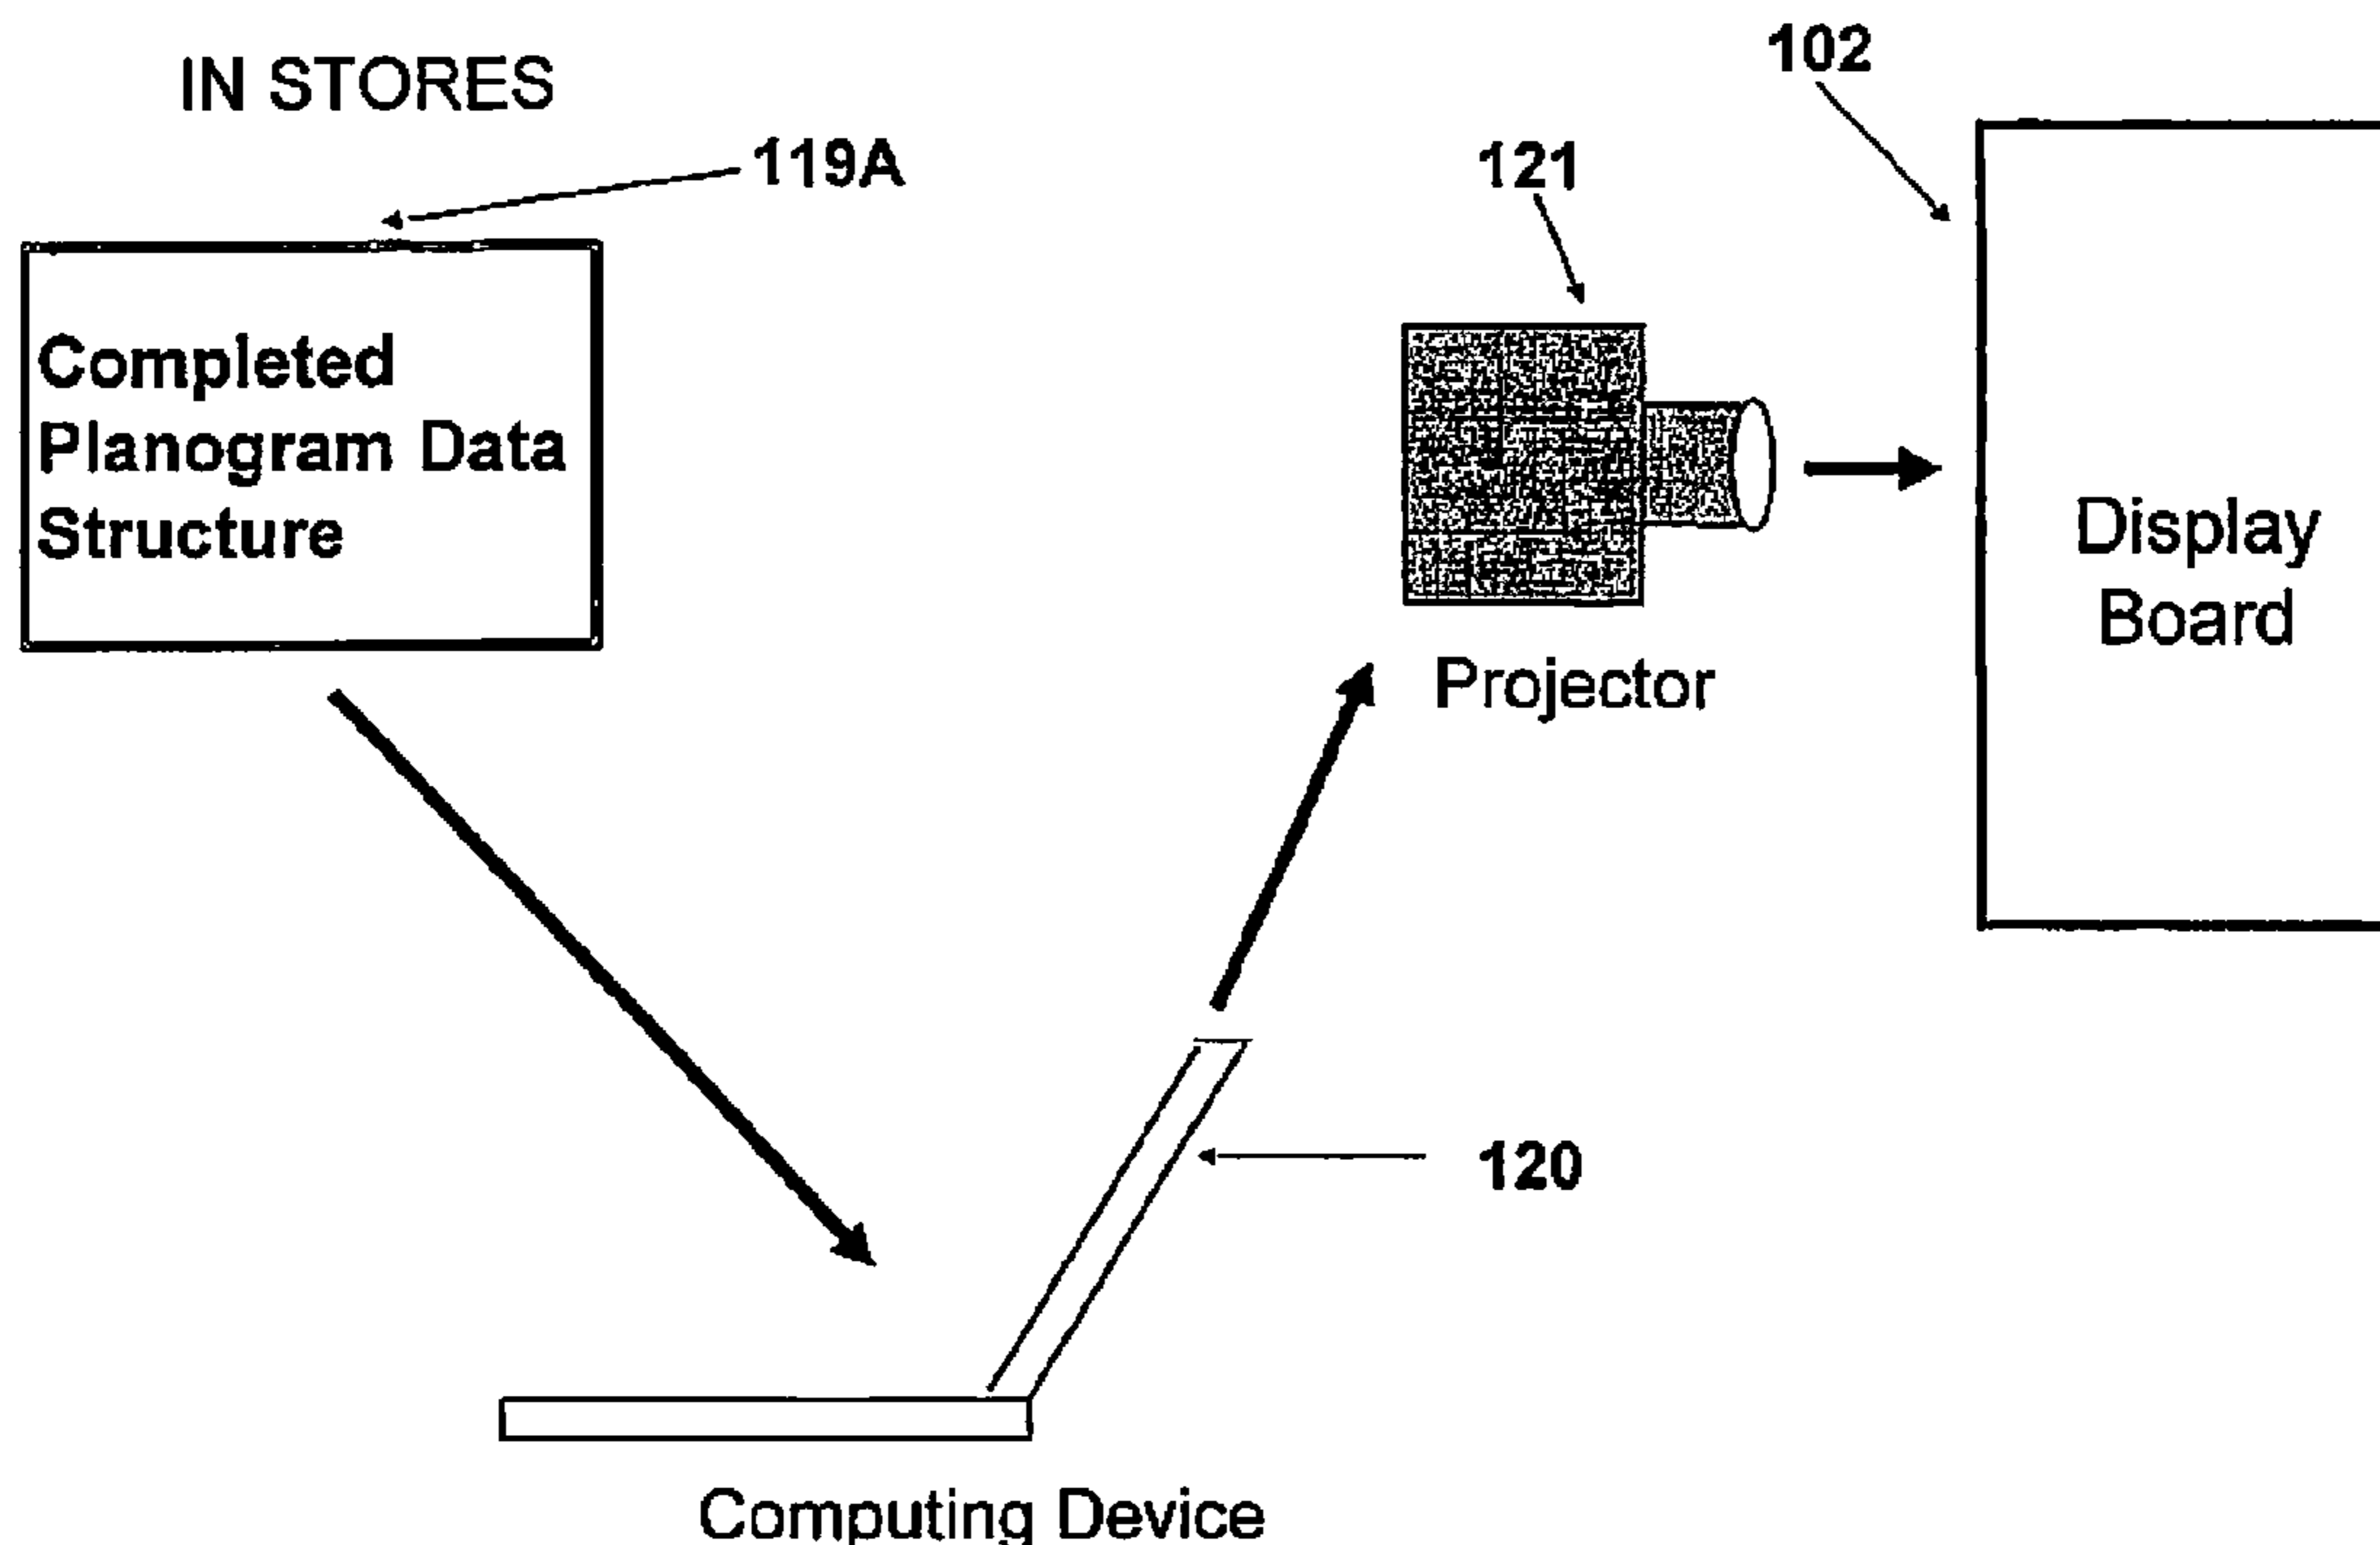 IN STORES
119A
102
121
Completed
Planogram Data
Structure
Display
Board
Projector
120
Computing Device